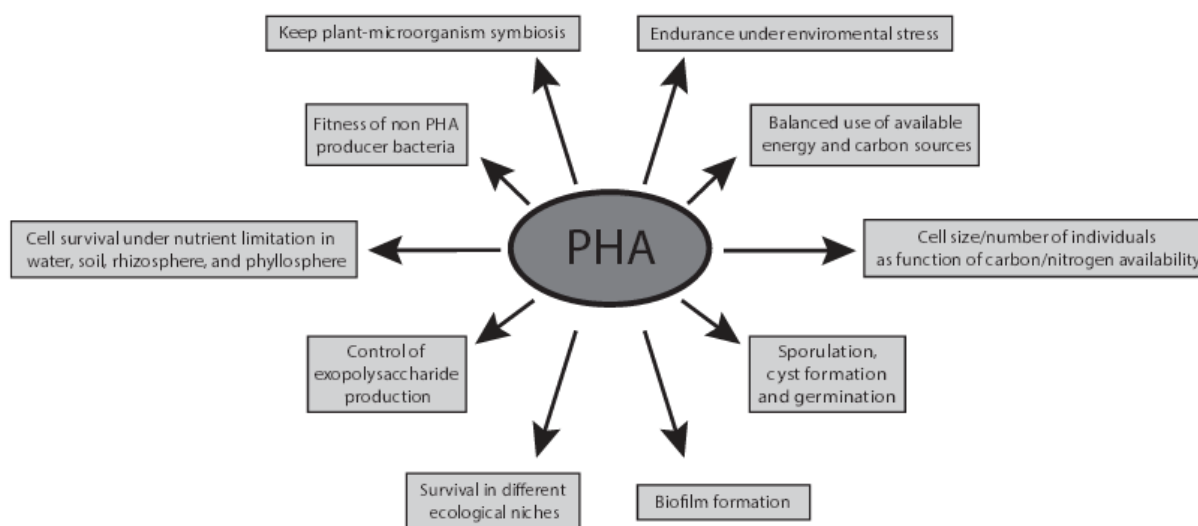 Keep plant-microorganism symbiosis
Endurance under enviromental stress
Fitness of non PHA
producer bacteria
Balanced use of available
energy and carbon sources
PHA
Cell survival under nutrient limitation in
water, soil, rhizosphere, and phyllosphere
Cell size/number of individuals
as function of carbon/nitrogen availability
Control of
exopolysaccharide
production
Sporulation,
cyst formation
and germination
Survival in different
ecological niches
Biofilm formation